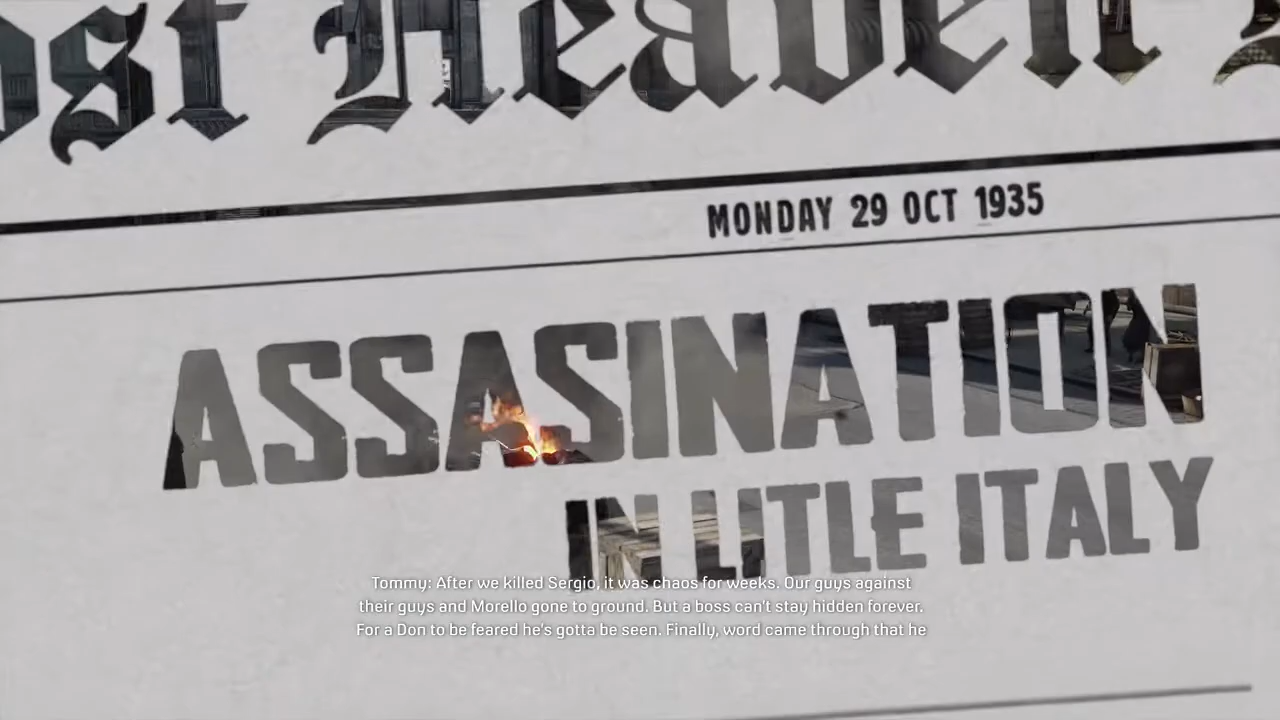 ost Heaven
MONDAY 29 OCT 1935
ASSASINATION
IN LITLE ITALY
Tommy: After we killed Sergio, it was chaos for weeks. Our guys against
their guys and Morello gone to ground. But a boss can't stay hidden forever.
For a Don to be feared he's gotta be seen. Finally, word came through that he